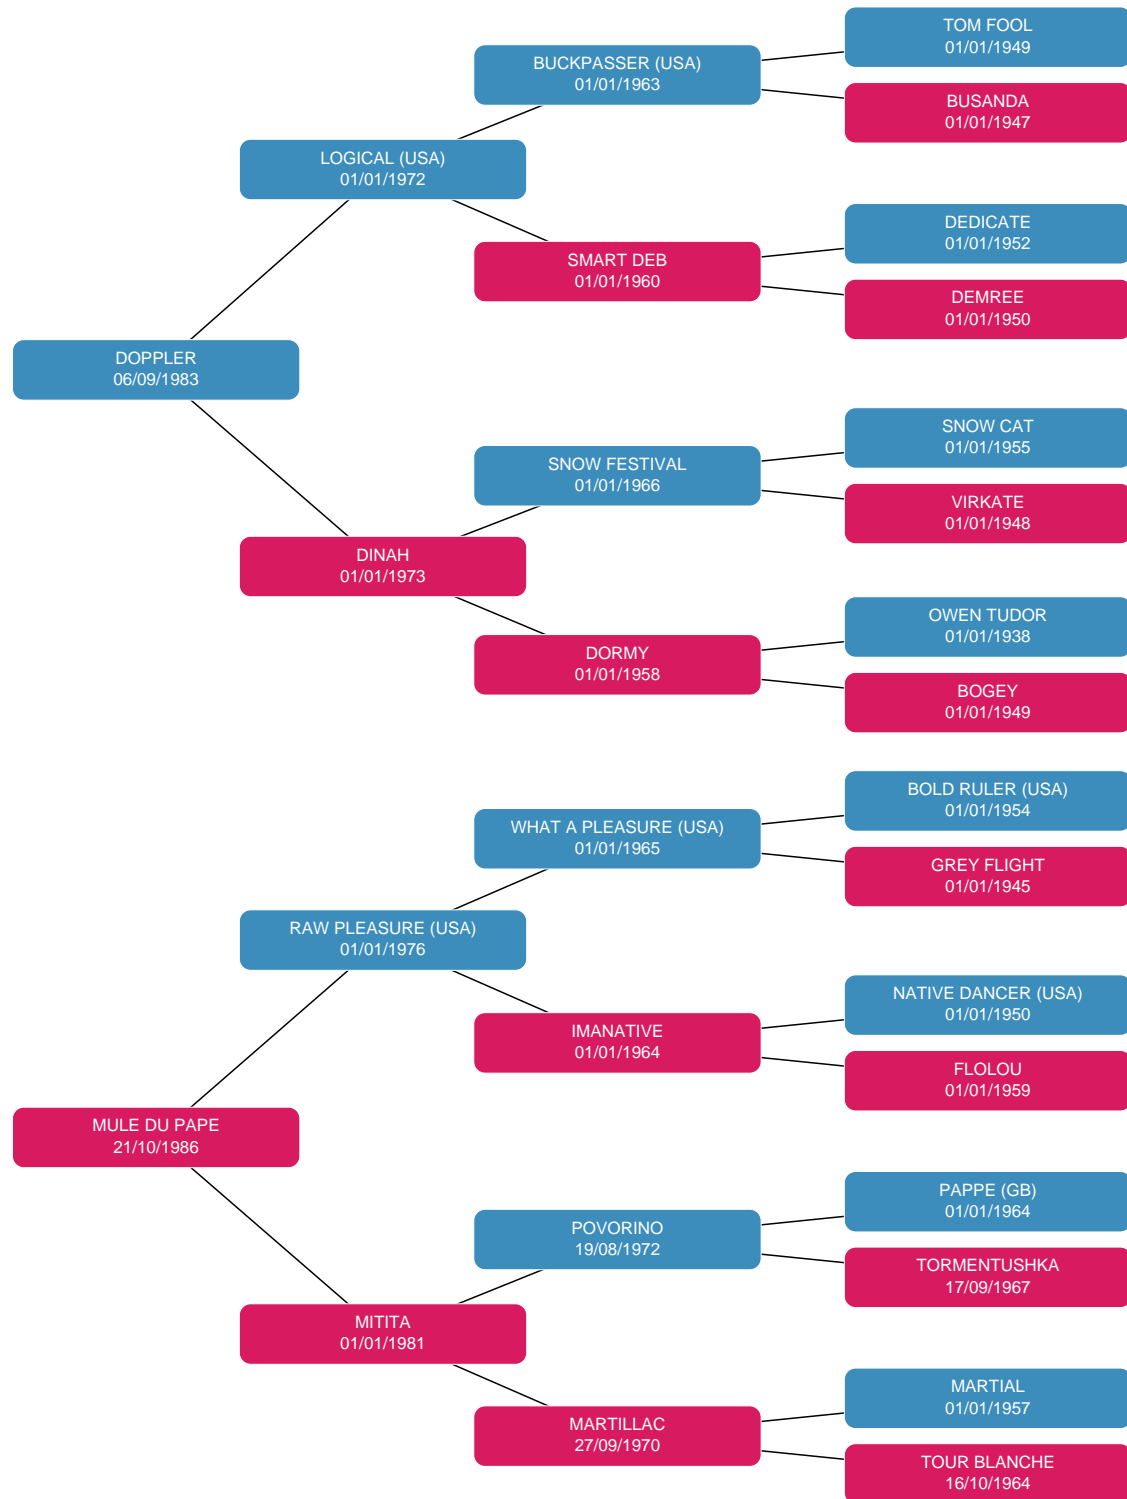 TOM FOOL
01/01/1949
BUCKPASSER (USA)
01/01/1963
BUSANDA
01/01/1947
LOGICAL (USA)
01/01/1972
DEDICATE
01/01/1952
SMART DEB
01/01/1960
DEMREE
01/01/1950
DOPPLER
06/09/1983
SNOW CAT
01/01/1955
SNOW FESTIVAL
01/01/1966
VIRKATE
01/01/1948
DINAH
01/01/1973
OWEN TUDOR
01/01/1938
DORMY
01/01/1958
BOGEY
01/01/1949
BOLD RULER (USA)
01/01/1954
WHAT A PLEASURE (USA)
01/01/1965
GREY FLIGHT
01/01/1945
RAW PLEASURE (USA)
01/01/1976
NATIVE DANCER (USA)
01/01/1950
IMANATIVE
01/01/1964
FLOLOU
01/01/1959
MULE DU PAPE
21/10/1986
PAPPE (GB)
01/01/1964
POVORINO
19/08/1972
TORMENTUSHKA
17/09/1967
MITITA
01/01/1981
MARTIAL
01/01/1957
MARTILLAC
27/09/1970
TOUR BLANCHE
16/10/1964